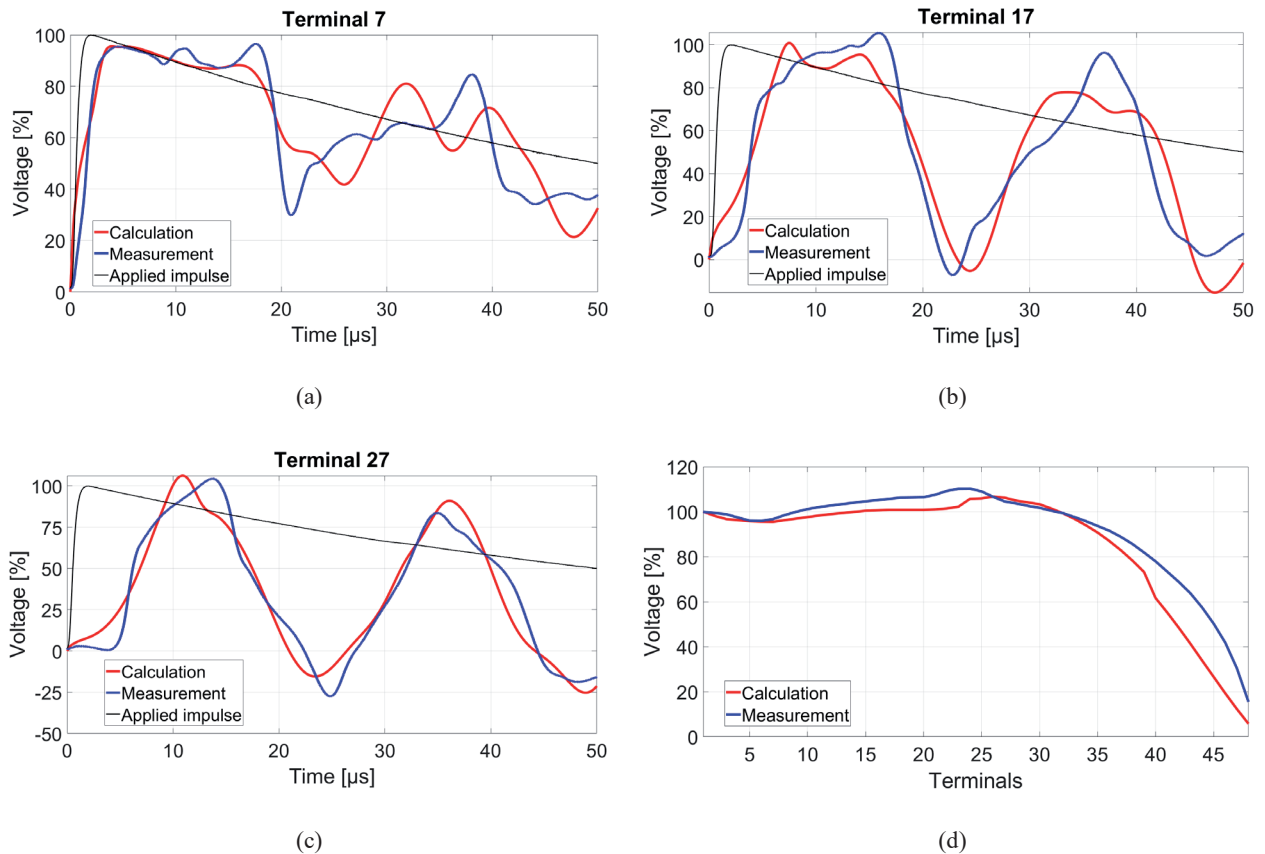 Terminal 7
100
80
60
40
20
0
Voltage [%]
Calculation
Measurement
Applied impulse
0 10 20 30 40 50
Time [µs]
(a)
Terminal 17
100
80
60
40
20
0
Voltage [%]
Calculation
Measurement
Applied impulse
0 10 20 30 40 50
Time [µs]
(b)
Terminal 27
100
75
50
25
0
-25
-50
Voltage [%]
Calculation
Measurement
Applied impulse
0 10 20 30 40 50
Time [µs]
(c)
120
100
80
60
40
20
0
Voltage [%]
Calculation
Measurement
5 10 15 20 25 30 35 40 45
Terminals
(d)